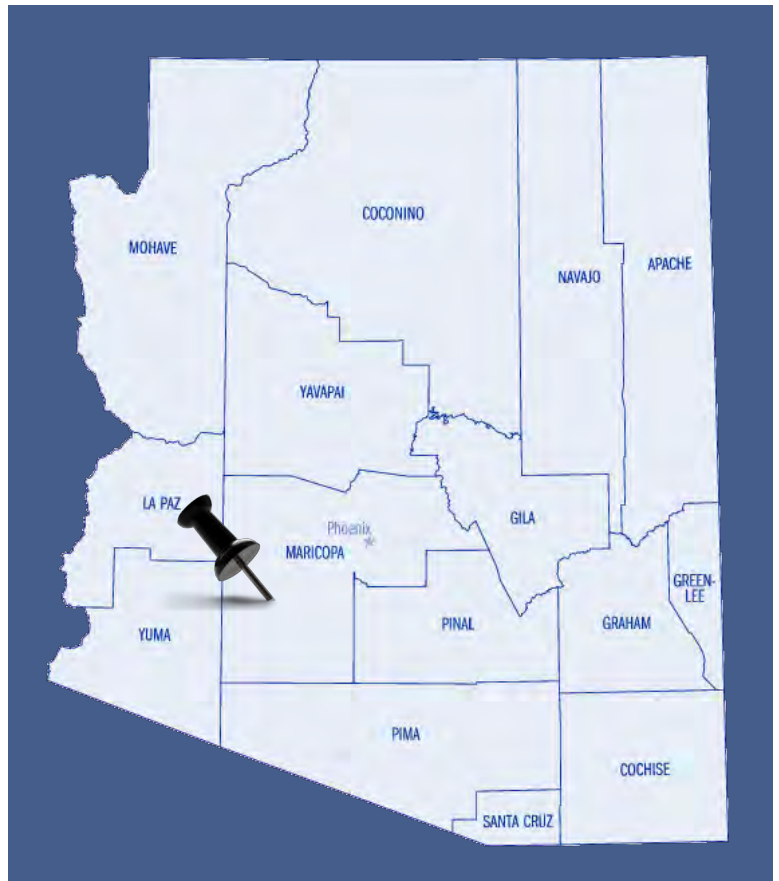 COCONINO
MOHAVE
APACHE
NAVAJO
YAVAPAI
LA PAZ
GILA
Phoenix
MARICOPA
GREEN-
LEE
YUMA
PINAL
GRAHAM
PIMA
COCHISE
SANTA CRUZ